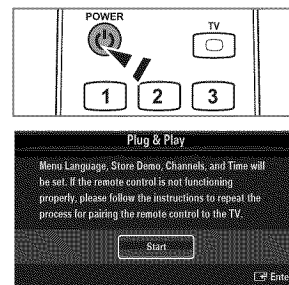 POWER
TV
1 2 3
Plug & Play
Menu Language, Store Demo, Channels, and Time will
be set. If the remote control is not functioning
properly, please follow the instructions to repeat the
process for pairing the remote control to the TV.
Start
Ente